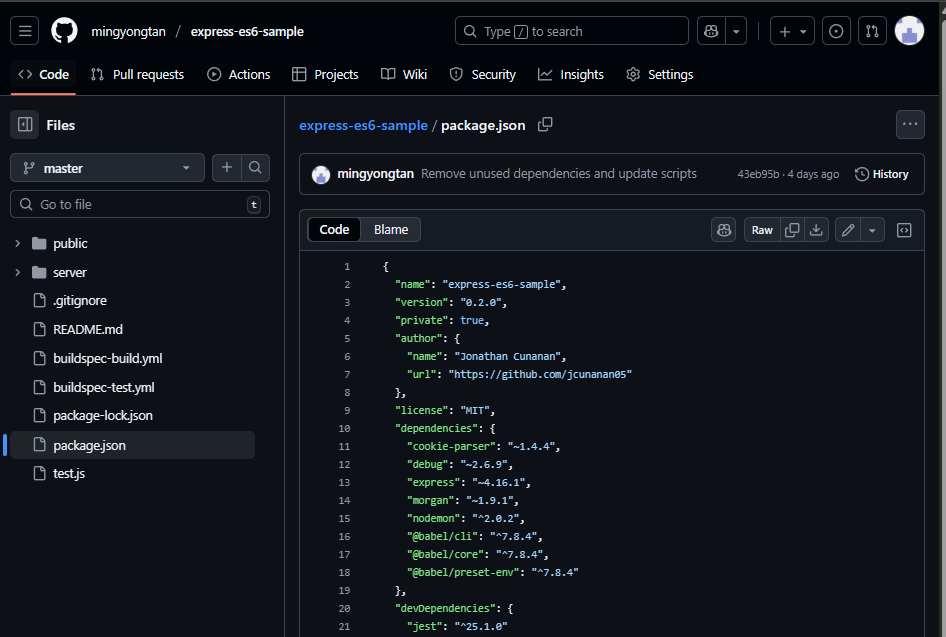 mingyongtan / express-es6-sample
Type / to search
Code
Pull requests
Actions
Projects
Wiki
Security
Insights
Settings
Files
master
Go to file
t
public
server
.gitignore
README.md
buildspec-build.yml
buildspec-test.yml
package-lock.json
package.json
test.js
express-es6-sample / package.json
mingyongtan Remove unused dependencies and update scripts 43eb95b · 4 days ago History
Code Blame Raw
1 {
2 "name": "express-es6-sample",
3 "version": "0.2.0",
4 "private": true,
5 "author": {
6 "name": "Jonathan Cunanan",
7 "url": "https://github.com/jcunanan05"
8 },
9 "license": "MIT",
10 "dependencies": {
11 "cookie-parser": "~1.4.4",
12 "debug": "~2.6.9",
13 "express": "~4.16.1",
14 "morgan": "~1.9.1",
15 "nodemon": "^2.0.2",
16 "@babel/cli": "^7.8.4",
17 "@babel/core": "^7.8.4",
18 "@babel/preset-env": "^7.8.4"
19 },
20 "devDependencies": {
21 "jest": "^25.1.0"